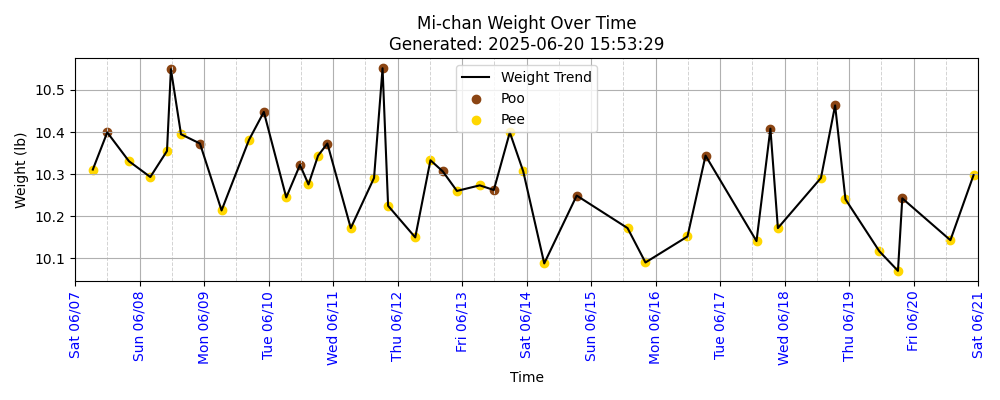 Mi-chan Weight Over Time
Generated: 2025-06-20 15:53:29
Weight Trend
Poo
Pee
Weight (lb)
10.5
10.4
10.3
10.2
10.1
Sat 06/07
Sun 06/08
Mon 06/09
Tue 06/10
Wed 06/11
Thu 06/12
Fri 06/13
Sat 06/14
Sun 06/15
Mon 06/16
Tue 06/17
Wed 06/18
Thu 06/19
Fri 06/20
Sat 06/21
Time